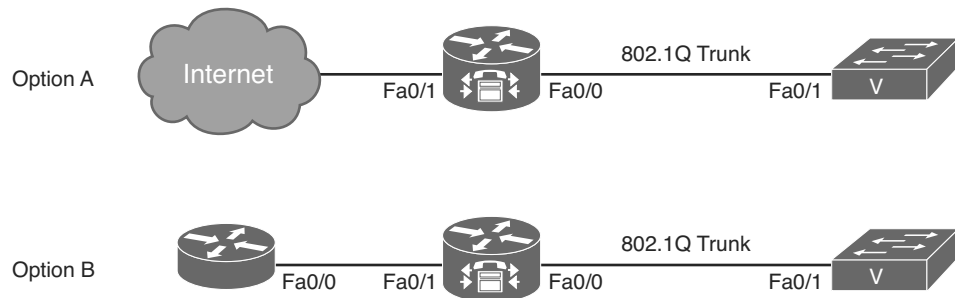 Option A
Internet
Fa0/1
Fa0/0
802.1Q Trunk
Fa0/1
V
Option B
Fa0/0
Fa0/1
Fa0/0
802.1Q Trunk
Fa0/1
V